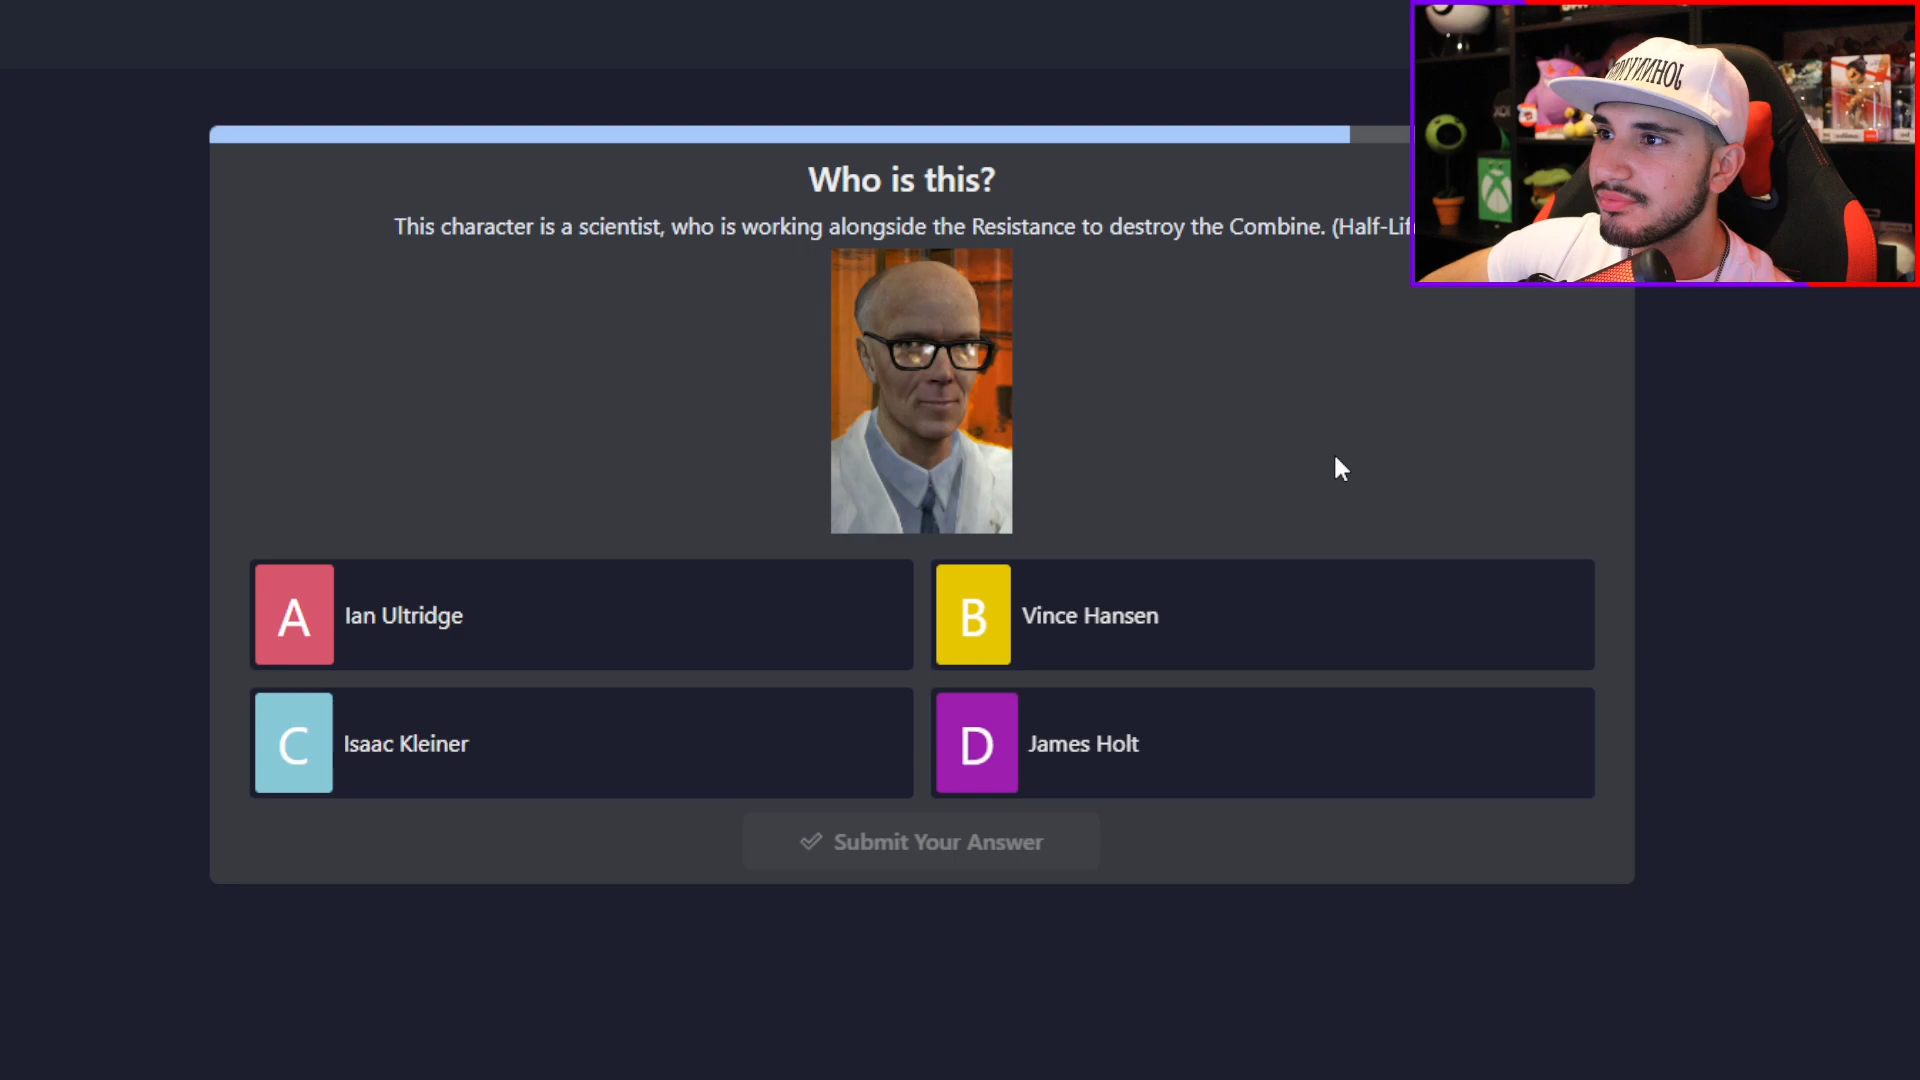 Who is this?
This character is a scientist, who is working alongside the Resistance to destroy the Combine. (Half-Lif
A
Ian Ultridge
B
Vince Hansen
C
Isaac Kleiner
D
James Holt
Submit Your Answer